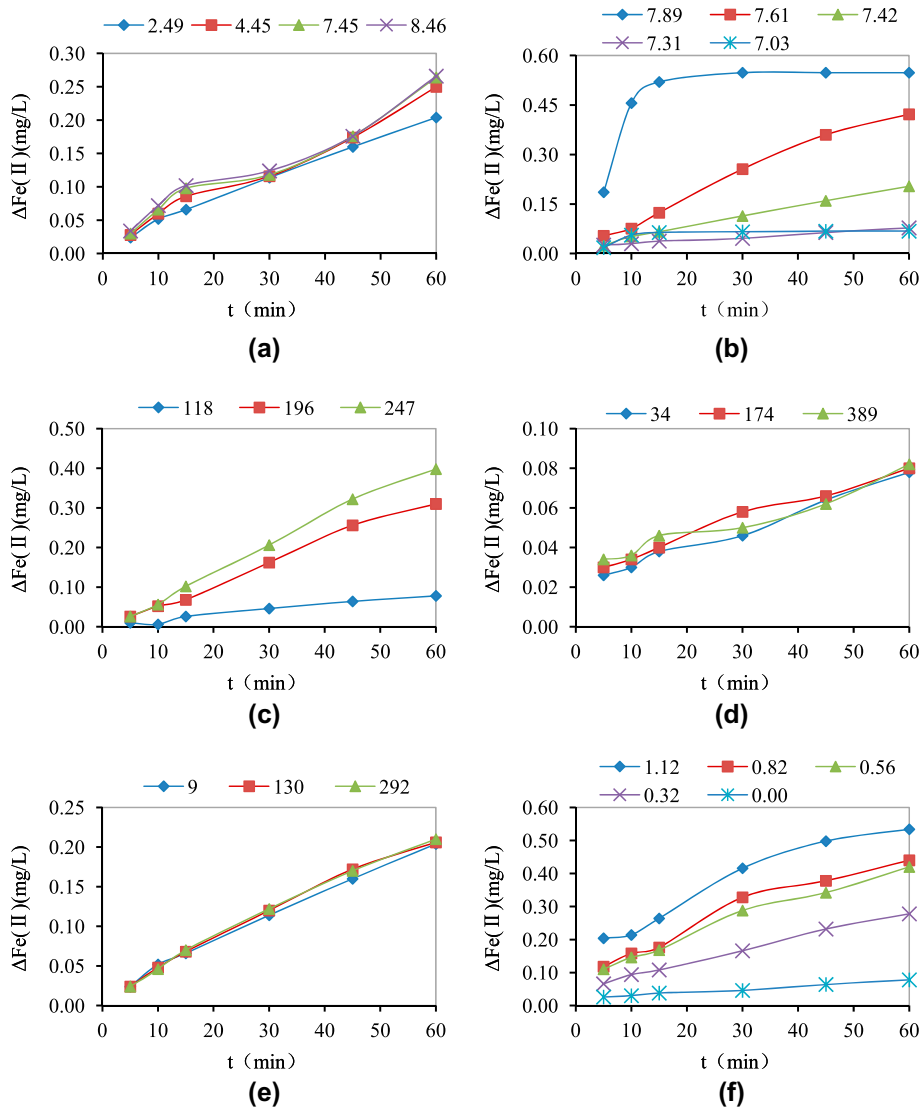 2.49 4.45 7.45 8.46
0.30
0.25
0.20
0.15
0.10
0.05
0.00
ΔFe(Ⅱ)(mg/L)
0 10 20 30 40 50 60
t（min）
(a)
7.89 7.61 7.42
7.31 7.03
0.60
0.45
0.30
0.15
0.00
ΔFe(Ⅱ)(mg/L)
0 10 20 30 40 50 60
t（min）
(b)
118 196 247
0.50
0.40
0.30
0.20
0.10
0.00
ΔFe(Ⅱ)(mg/L)
0 10 20 30 40 50 60
t（min）
(c)
34 174 389
0.10
0.08
0.06
0.04
0.02
0.00
ΔFe(Ⅱ)(mg/L)
0 10 20 30 40 50 60
t（min）
(d)
9 130 292
0.25
0.20
0.15
0.10
0.05
0.00
ΔFe(Ⅱ)(mg/L)
0 10 20 30 40 50 60
t（min）
(e)
1.12 0.82 0.56
0.32 0.00
0.60
0.50
0.40
0.30
0.20
0.10
0.00
ΔFe(Ⅱ)(mg/L)
0 10 20 30 40 50 60
t（min）
(f)